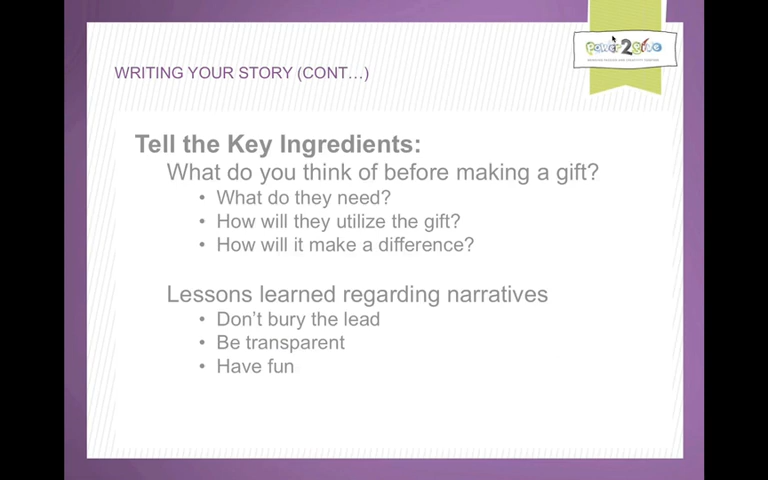 power2give
WRITING YOUR STORY (CONT…)
Tell the Key Ingredients:
What do you think of before making a gift?
• What do they need?
• How will they utilize the gift?
• How will it make a difference?
Lessons learned regarding narratives
• Don't bury the lead
• Be transparent
• Have fun